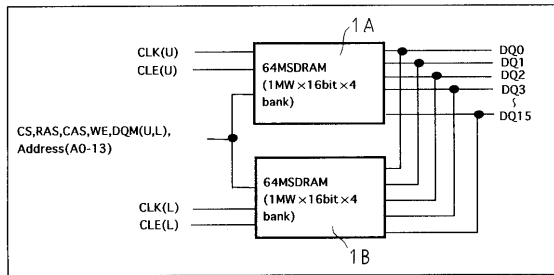 1A
CLK(U)
CLE(U)
64MSDRAM
(1MW×16bit×4
bank)
DQ0
DQ1
DQ2
DQ3
∼
DQ15
CS,RAS,CAS,WE,DQM(U,L),
Address(A0-13)
64MSDRAM
(1MW×16bit×4
bank)
CLK(L)
CLE(L)
1B